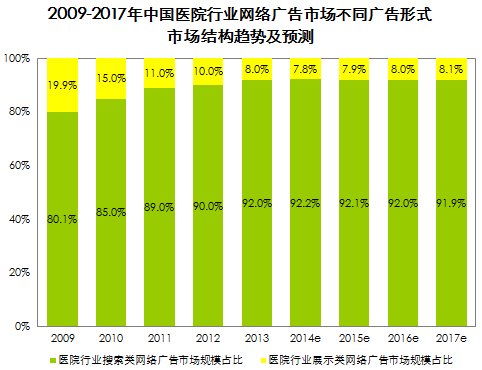 2009-2017年中国医院行业网络广告市场不同广告形式
市场结构趋势及预测
100%
80%
60%
40%
20%
0%
19.9% 15.0% 11.0% 10.0% 8.0% 7.8% 7.9% 8.0% 8.1%
80.1% 85.0% 89.0% 90.0% 92.0% 92.2% 92.1% 92.0% 91.9%
2009 2010 2011 2012 2013 2014e 2015e 2016e 2017e
医院行业搜索类网络广告市场规模占比 医院行业展示类网络广告市场规模占比